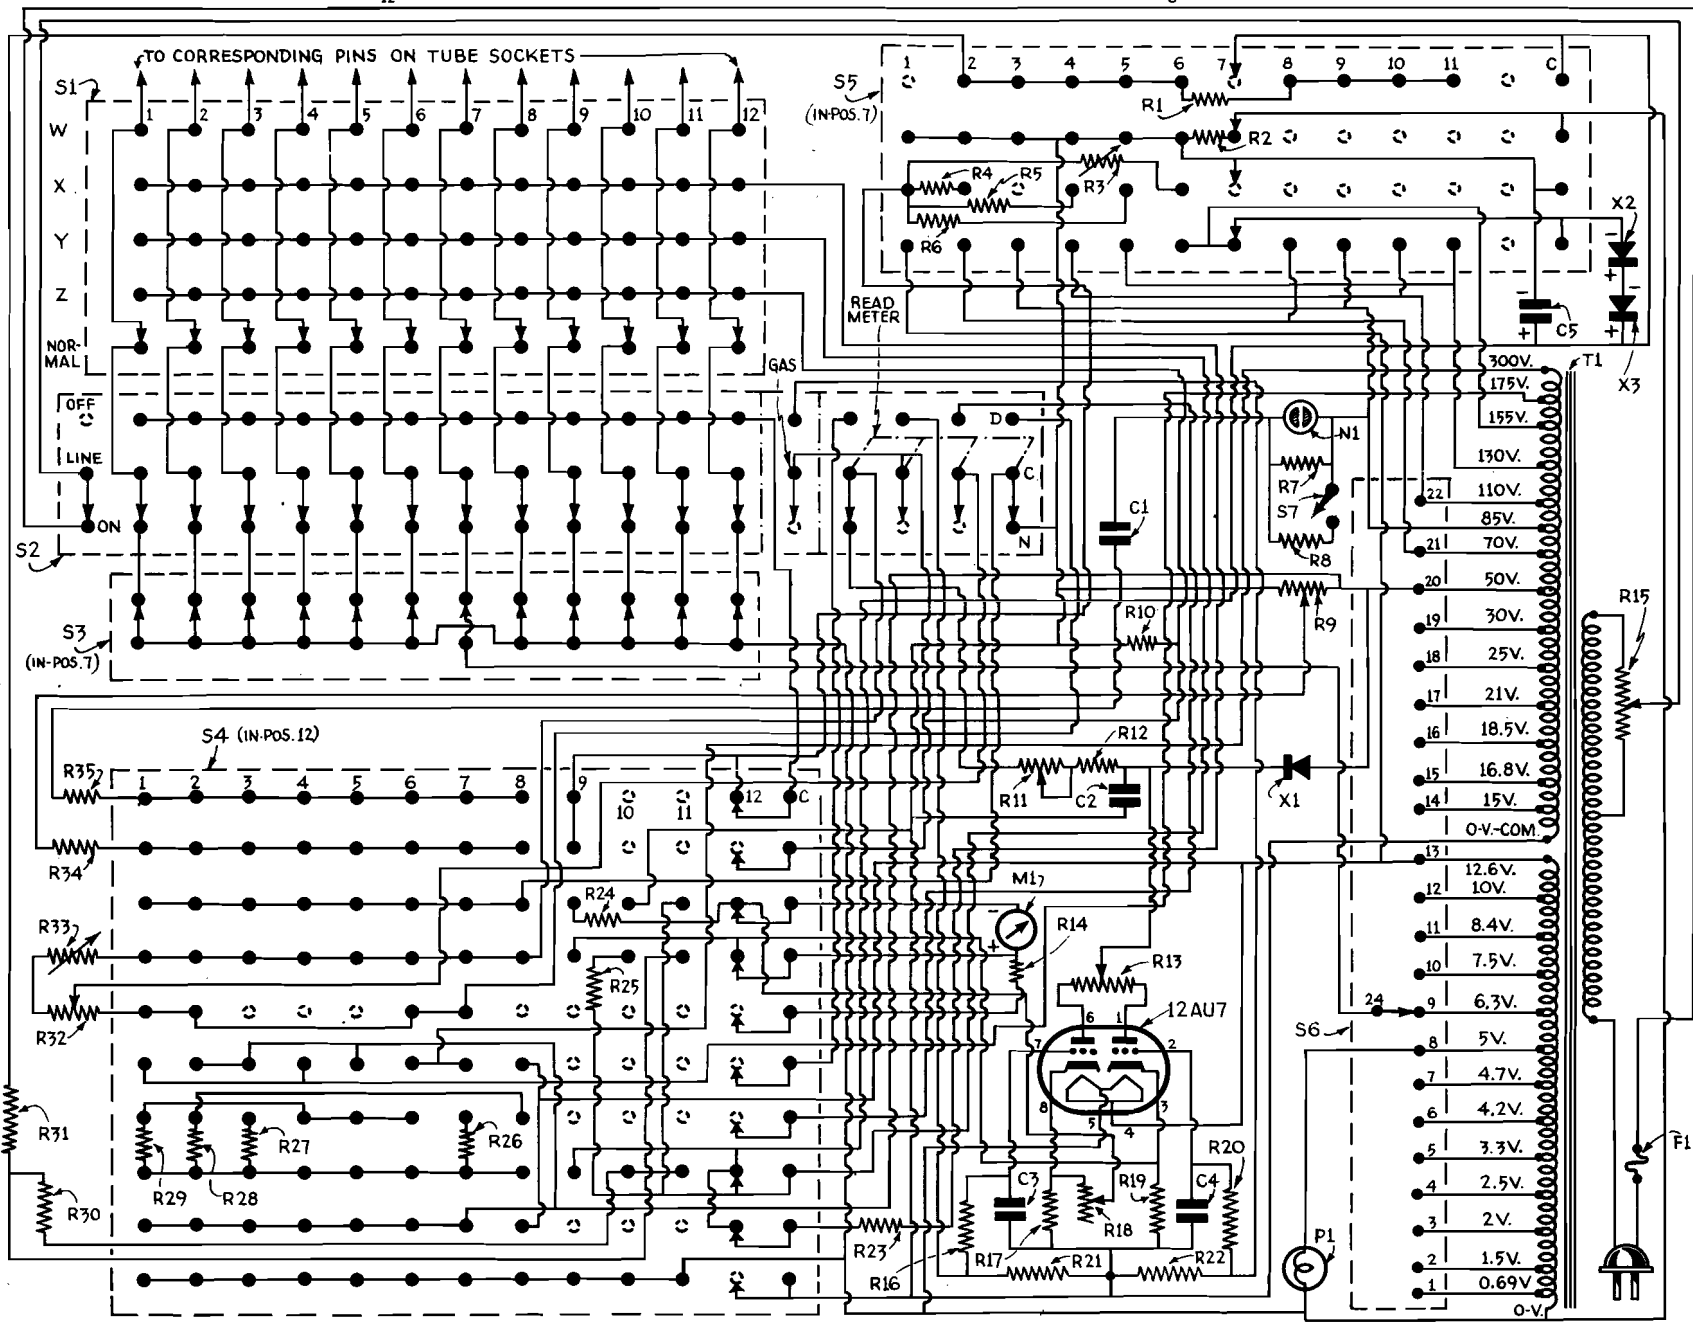 TO CORRESPONDING PINS ON TUBE SOCKETS
S1
1 2 3 4 5 6 7 8 9 10 11 12
W
X
Y
Z
NOR-
MAL
S5
(IN-POS.7)
1 2 3 4 5 6 7 8 9 10 11 C
R1
R2
R3
R4
R5
R6
X2
-
+
-
+
X3
-
+
C5
READ
METER
GAS
OFF
LINE
ON
S2
D
C
N
S3
(IN-POS.7)
C1
N1
R7
S7
R8
R9
R10
T1
300V.
175V.
155V.
130V.
22 110V.
85V.
21 70V.
20 50V.
19 30V.
18 25V.
17 21V.
16 18.5V.
15 16.8V.
14 15V.
0-V.-COM.
13
12.6V.
12 10V.
11 8.4V.
10 7.5V.
24 9 6.3V.
8 5V.
7 4.7V.
6 4.2V.
5 3.3V.
4 2.5V.
3 2V.
2 1.5V.
1 0.69V
0-V.
S6
R15
F1
P1
S4 (IN-POS.12)
1 2 3 4 5 6 7 8 9 10 11 12 C
R35
R34
R33
R32
R31
R30
R29
R28
R27
R26
R25
R24
R23
R12
R11
C2
X1
M1
-
+
R14
R13
12AU7
6 1
7 2
8 3
5 4
R20
C3
R19
C4
R18
R17
R16
R21
R22